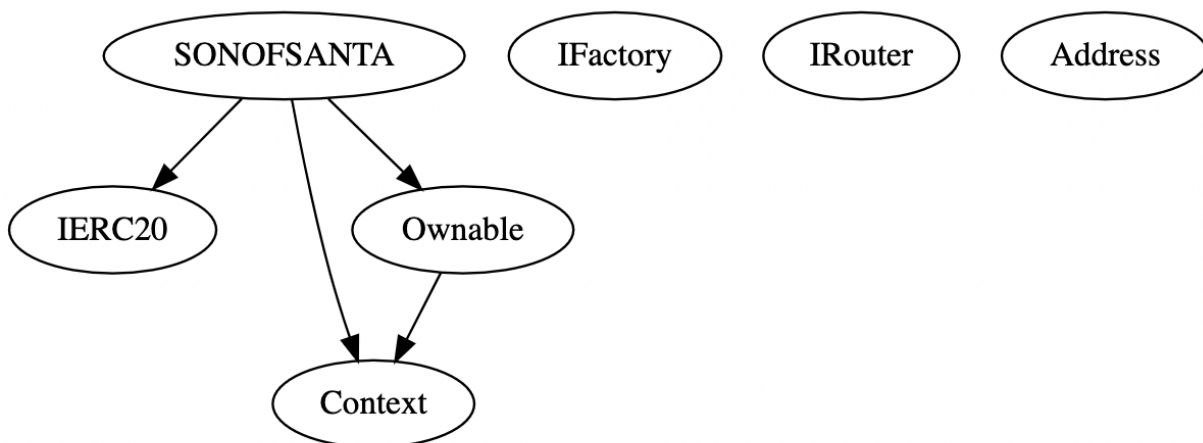 SONOFSANTA
IFactory
IRouter
Address
IERC20
Ownable
Context